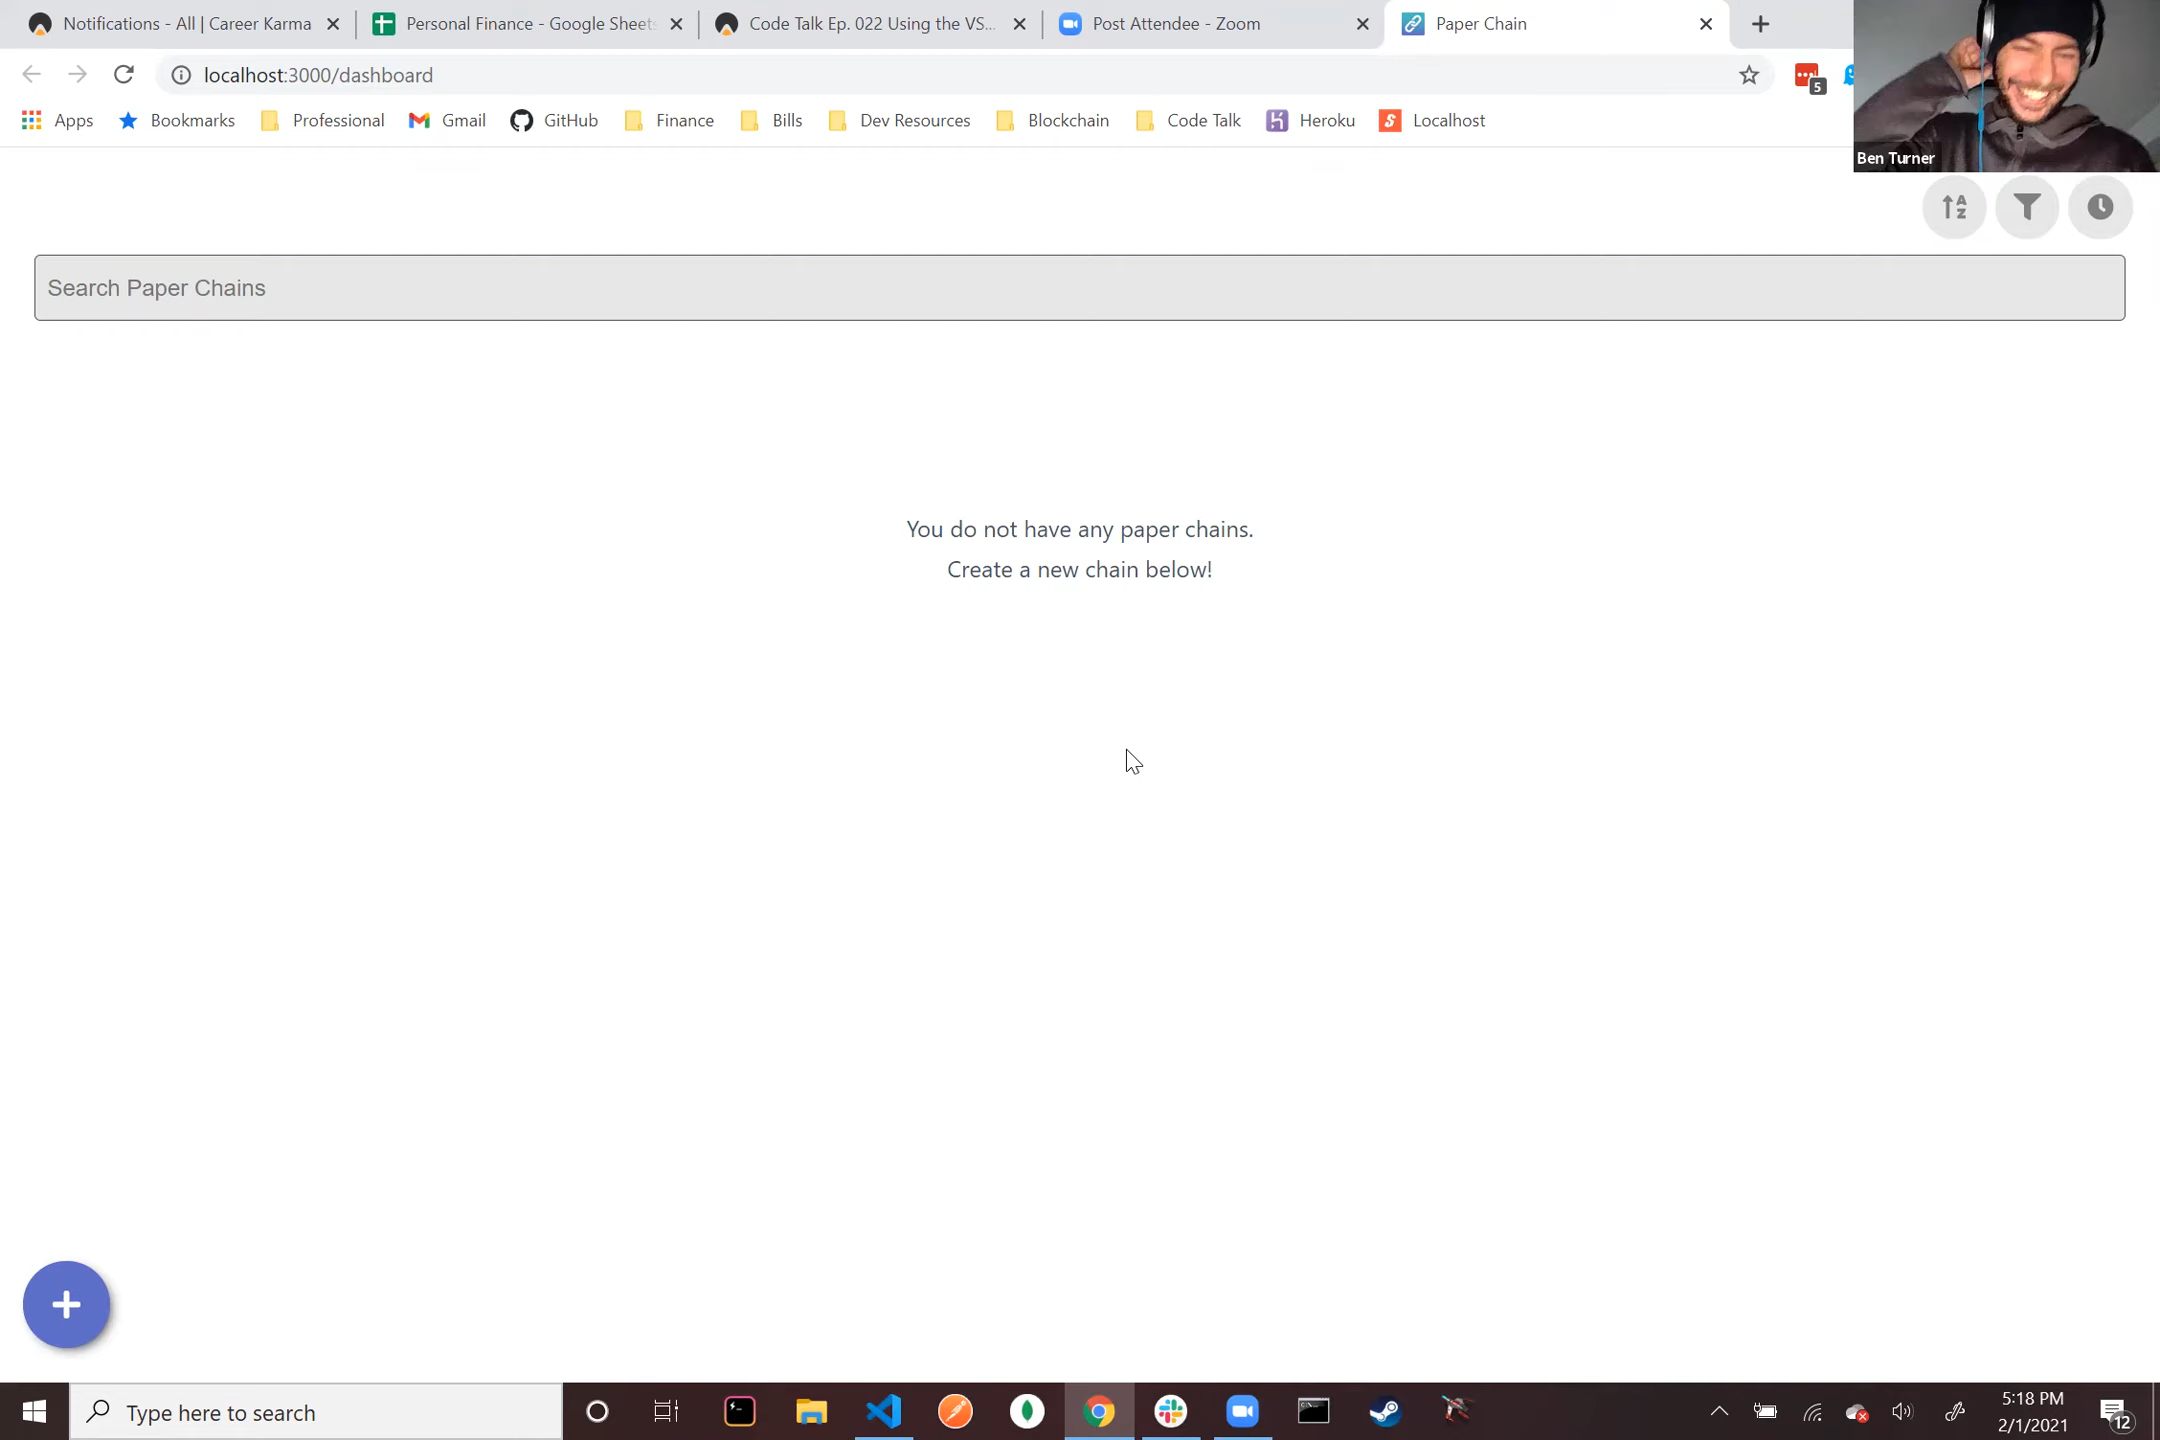 Notifications - All | Career Karma
Personal Finance - Google Sheets
Code Talk Ep. 022 Using the VS...
Post Attendee - Zoom
Paper Chain
localhost:3000/dashboard
5
Apps
Bookmarks
Professional
Gmail
GitHub
Finance
Bills
Dev Resources
Blockchain
Code Talk
Heroku
Localhost
Ben Turner
A
Z
Search Paper Chains
You do not have any paper chains.
Create a new chain below!
Type here to search
5:18 PM
2/1/2021
12